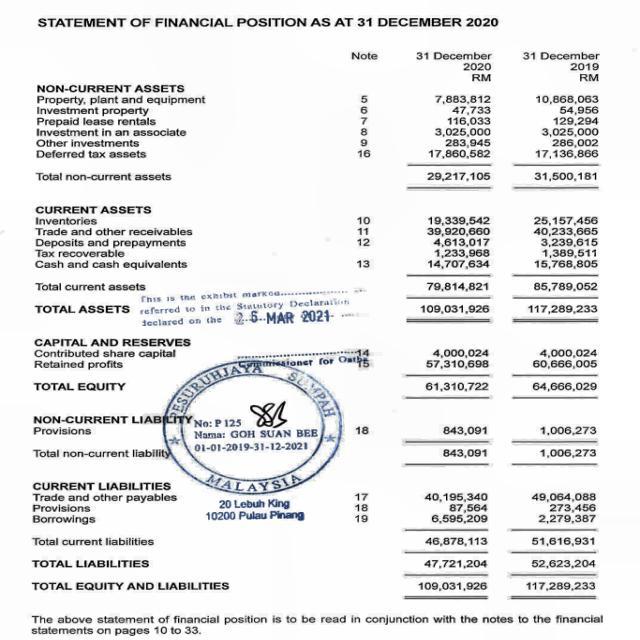 STATEMENT OF FINANCIAL POSITION AS AT 31 DECEMBER 2020
Note 31 December 31 December
2020 2019
RM RM
NON-CURRENT ASSETS
Property, plant and equipment 5 7,883,812 10,868,063
Investment property 6 47,733 54,956
Prepaid lease rentals 7 116,033 129,294
Investment in an associate 8 3,025,000 3,025,000
Other investments 9 283,945 286,002
Deferred tax assets 16 17,860,582 17,136,866
Total non-current assets 29,217,105 31,500,181
CURRENT ASSETS
Inventories 10 19,339,542 25,157,456
Trade and other receivables 11 39,920,660 40,233,665
Deposits and prepayments 12 4,613,017 3,239,615
Tax recoverable 1,233,968 1,389,511
Cash and cash equivalents 13 14,707,634 15,768,805
Total current assets 79,814,821 85,789,052
This is the exhibit marked
referred to in the Statutory Declaration
declared on the 25 MAR 2021
TOTAL ASSETS 109,031,926 117,289,233
CAPITAL AND RESERVES
Contributed share capital 14 4,000,024 4,000,024
Commissioner for Oaths
Retained profits 15 57,310,698 60,666,005
TOTAL EQUITY 61,310,722 64,666,029
PESURUHJAYA SUMPAH
No: P 125
Nama: GOH SUAN BEE
01-01-2019-31-12-2021
MALAYSIA
20 Lebuh King
10200 Pulau Pinang
NON-CURRENT LIABILITY
Provisions 18 843,091 1,006,273
Total non-current liability 843,091 1,006,273
CURRENT LIABILITIES
Trade and other payables 17 40,195,340 49,064,088
Provisions 18 87,564 273,456
Borrowings 19 6,595,209 2,279,387
Total current liabilities 46,878,113 51,616,931
TOTAL LIABILITIES 47,721,204 52,623,204
TOTAL EQUITY AND LIABILITIES 109,031,926 117,289,233
The above statement of financial position is to be read in conjunction with the notes to the financial
statements on pages 10 to 33.